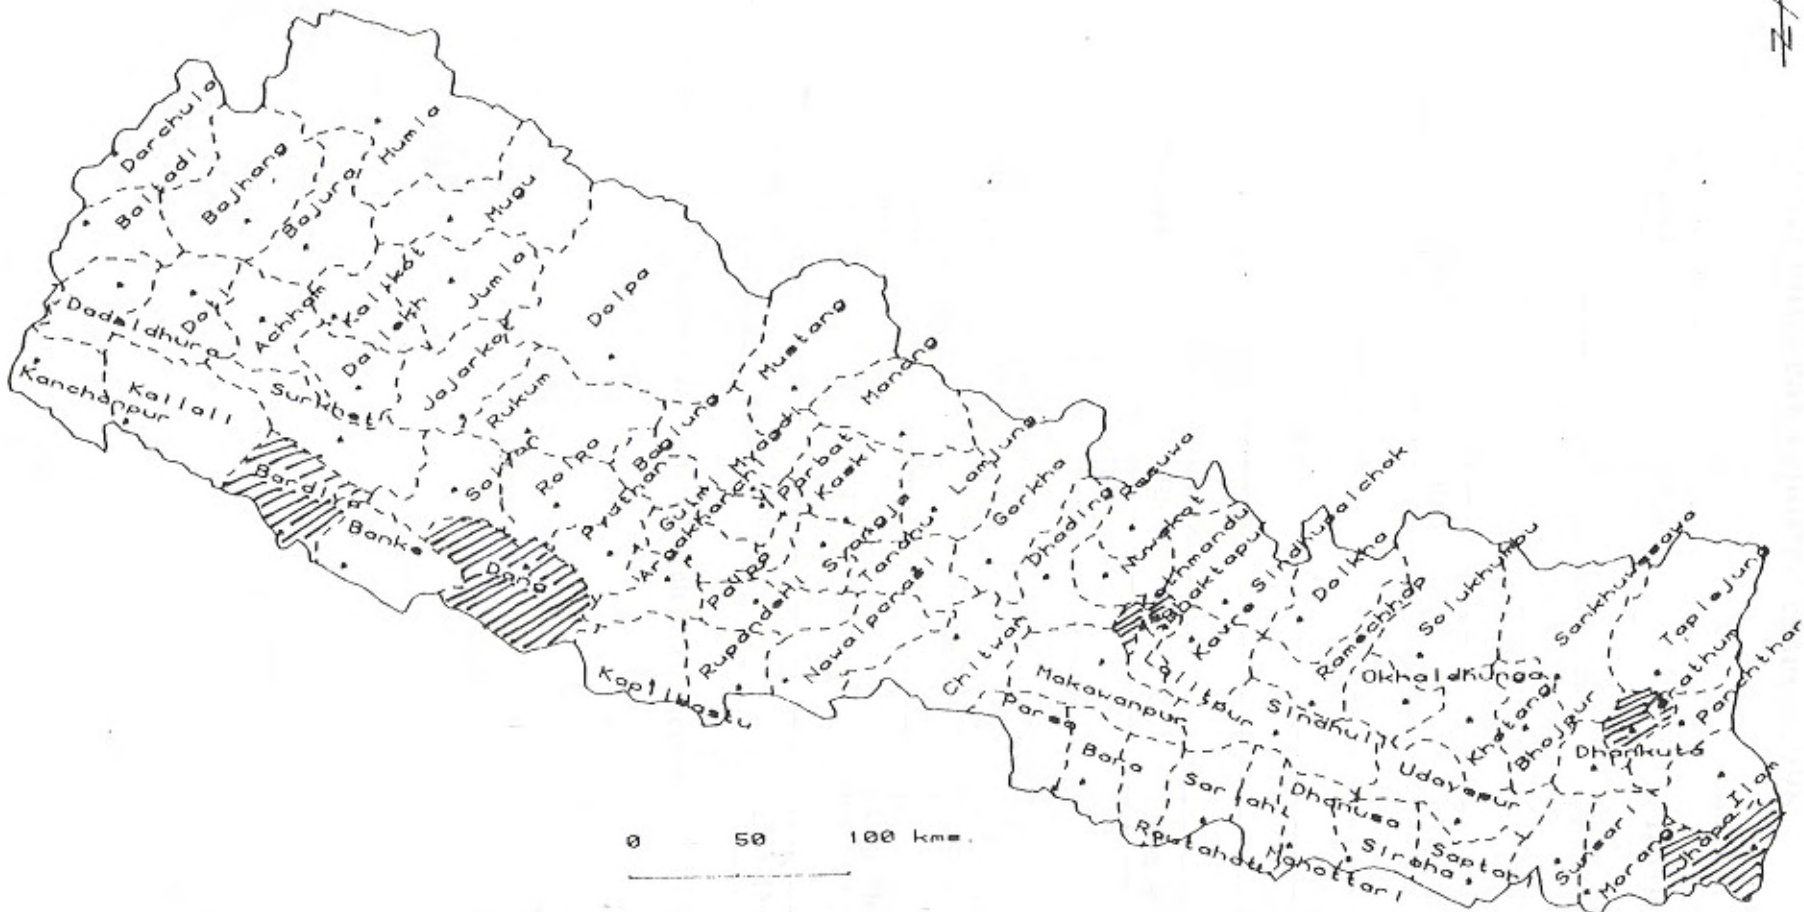 N
Darchula
Baitadi
Bajhang
Bajura
Humla
Mugu
Dadeldhura
Doti
Achham
Kalikot
Jumla
Dolpa
Dailekh
Jajarkot
Kanchanpur
Kailali
Surkhet
Rukum
Mustang
Manang
Bardiya
Banke
Salyan
Rolpa
Baglung
Myagdi
Parbat
Kaski
Lamjung
Gorkha
Dang
Pyuthan
Gulmi
Argakhanchi
Palpa
Syangja
Tanahu
Dhading
Rasuwa
Nuwakot
Kathmandu
Bhaktapur
Sindhupalchok
Dolkha
Ramechhap
Solukhumbu
Sankhuwasawa
Taplejung
Kapilwastu
Rupandehi
Nawalparasi
Chitwan
Makawanpur
Lalitpur
Kavre
Sindhuli
Okhaldhunga
Khotang
Bhojpur
Terathum
Panchthar
Parsa
Bara
Rautahat
Sarlahi
Mahottari
Dhanusa
Siraha
Udayapur
Saptari
Dhankuta
Sunsari
Morang
Jhapa
Ilam
0 50 100 kms.